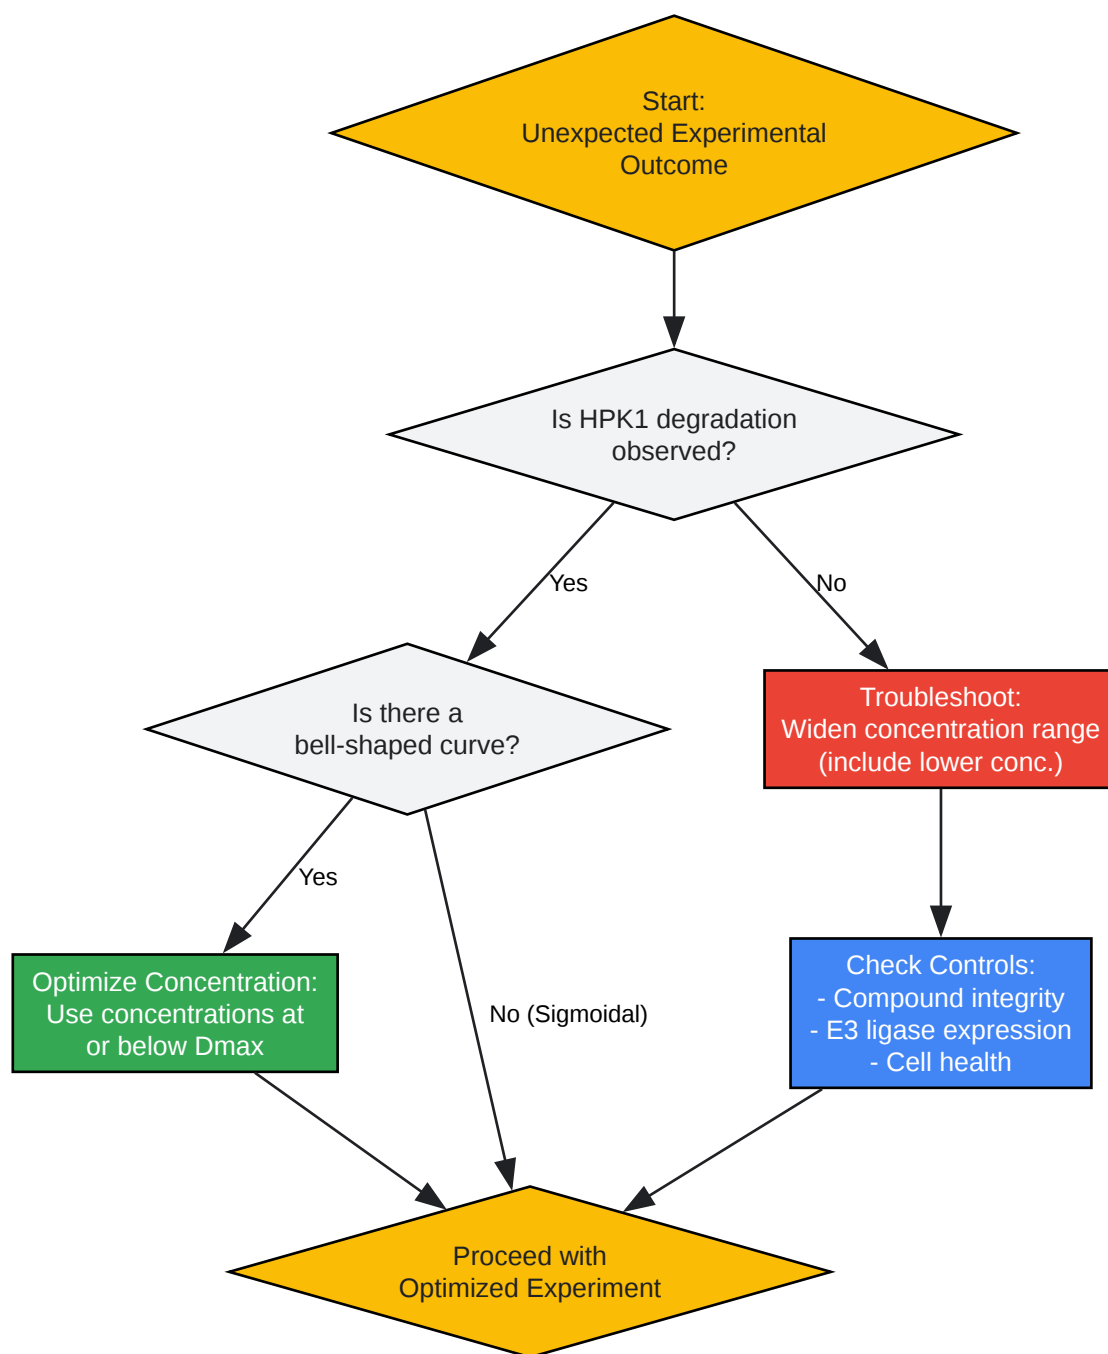 Start:
Unexpected Experimental
Outcome
Is HPK1 degradation
observed?
Yes
No
Is there a
bell-shaped curve?
Troubleshoot:
Widen concentration range
(include lower conc.)
Yes
No (Sigmoidal)
Optimize Concentration:
Use concentrations at
or below Dmax
Check Controls:
- Compound integrity
- E3 ligase expression
- Cell health
Proceed with
Optimized Experiment